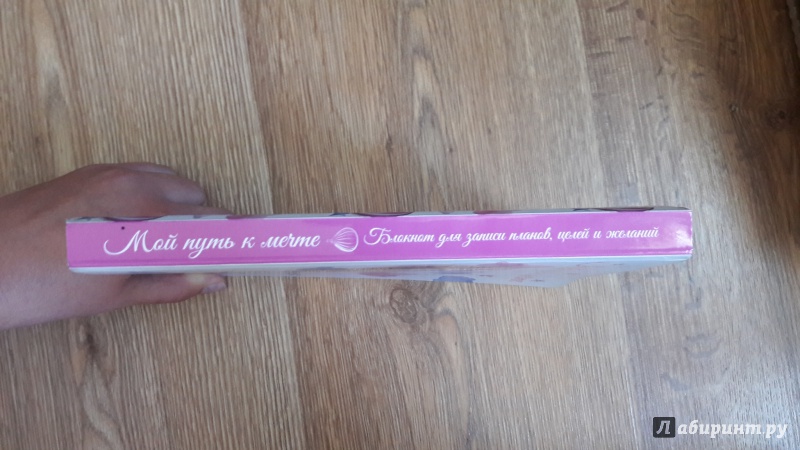 Мой путь к мечте Блокнот для записи планов, целей и желаний
Лабиринт.ру